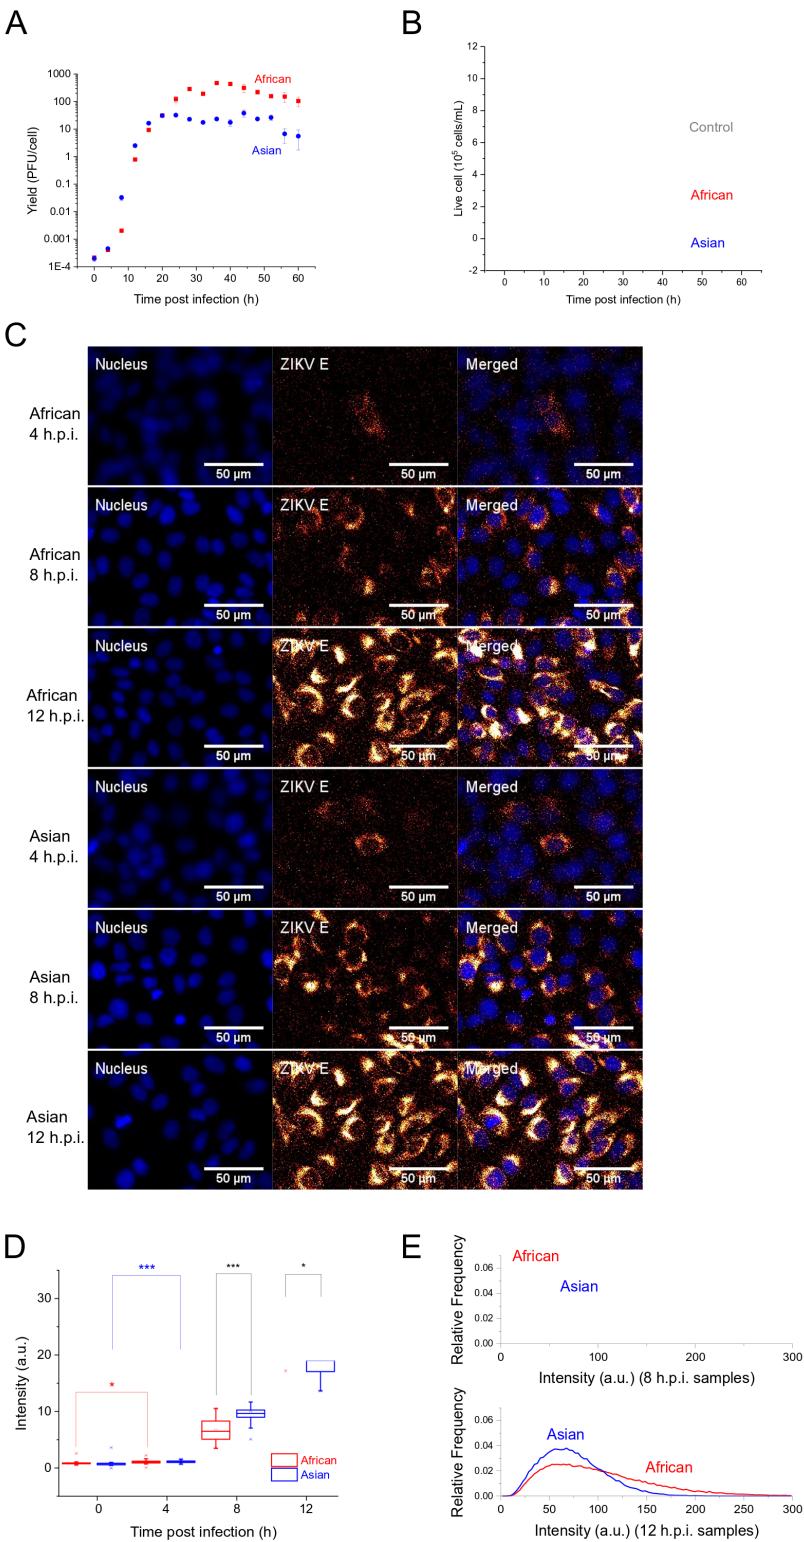 A
1000
100
10
1
0.1
0.01
0.001
1E-4
Yield (PFU/cell)
African
Asian
0 10 20 30 40 50 60
Time post infection (h)
B
12
10
8
6
4
2
0
-2
Live cell (10⁵ cells/mL)
Control
African
Asian
0 10 20 30 40 50 60
Time post infection (h)
C
African
4 h.p.i.
Nucleus ZIKV E Merged
50 µm 50 µm 50 µm
African
8 h.p.i.
Nucleus ZIKV E Merged
50 µm 50 µm 50 µm
African
12 h.p.i.
Nucleus ZIKV E Merged
50 µm 50 µm 50 µm
Asian
4 h.p.i.
Nucleus ZIKV E Merged
50 µm 50 µm 50 µm
Asian
8 h.p.i.
Nucleus ZIKV E Merged
50 µm 50 µm 50 µm
Asian
12 h.p.i.
Nucleus ZIKV E Merged
50 µm 50 µm 50 µm
D
30
20
10
0
Intensity (a.u.)
*
***
***
*
African
Asian
0 4 8 12
Time post infection (h)
E
Relative Frequency
0.06
0.04
0.02
0.00
African
Asian
0 100 200 300
Intensity (a.u.) (8 h.p.i. samples)
Relative Frequency
0.06
0.04
0.02
0.00
Asian
African
0 50 100 150 200 250 300
Intensity (a.u.) (12 h.p.i. samples)